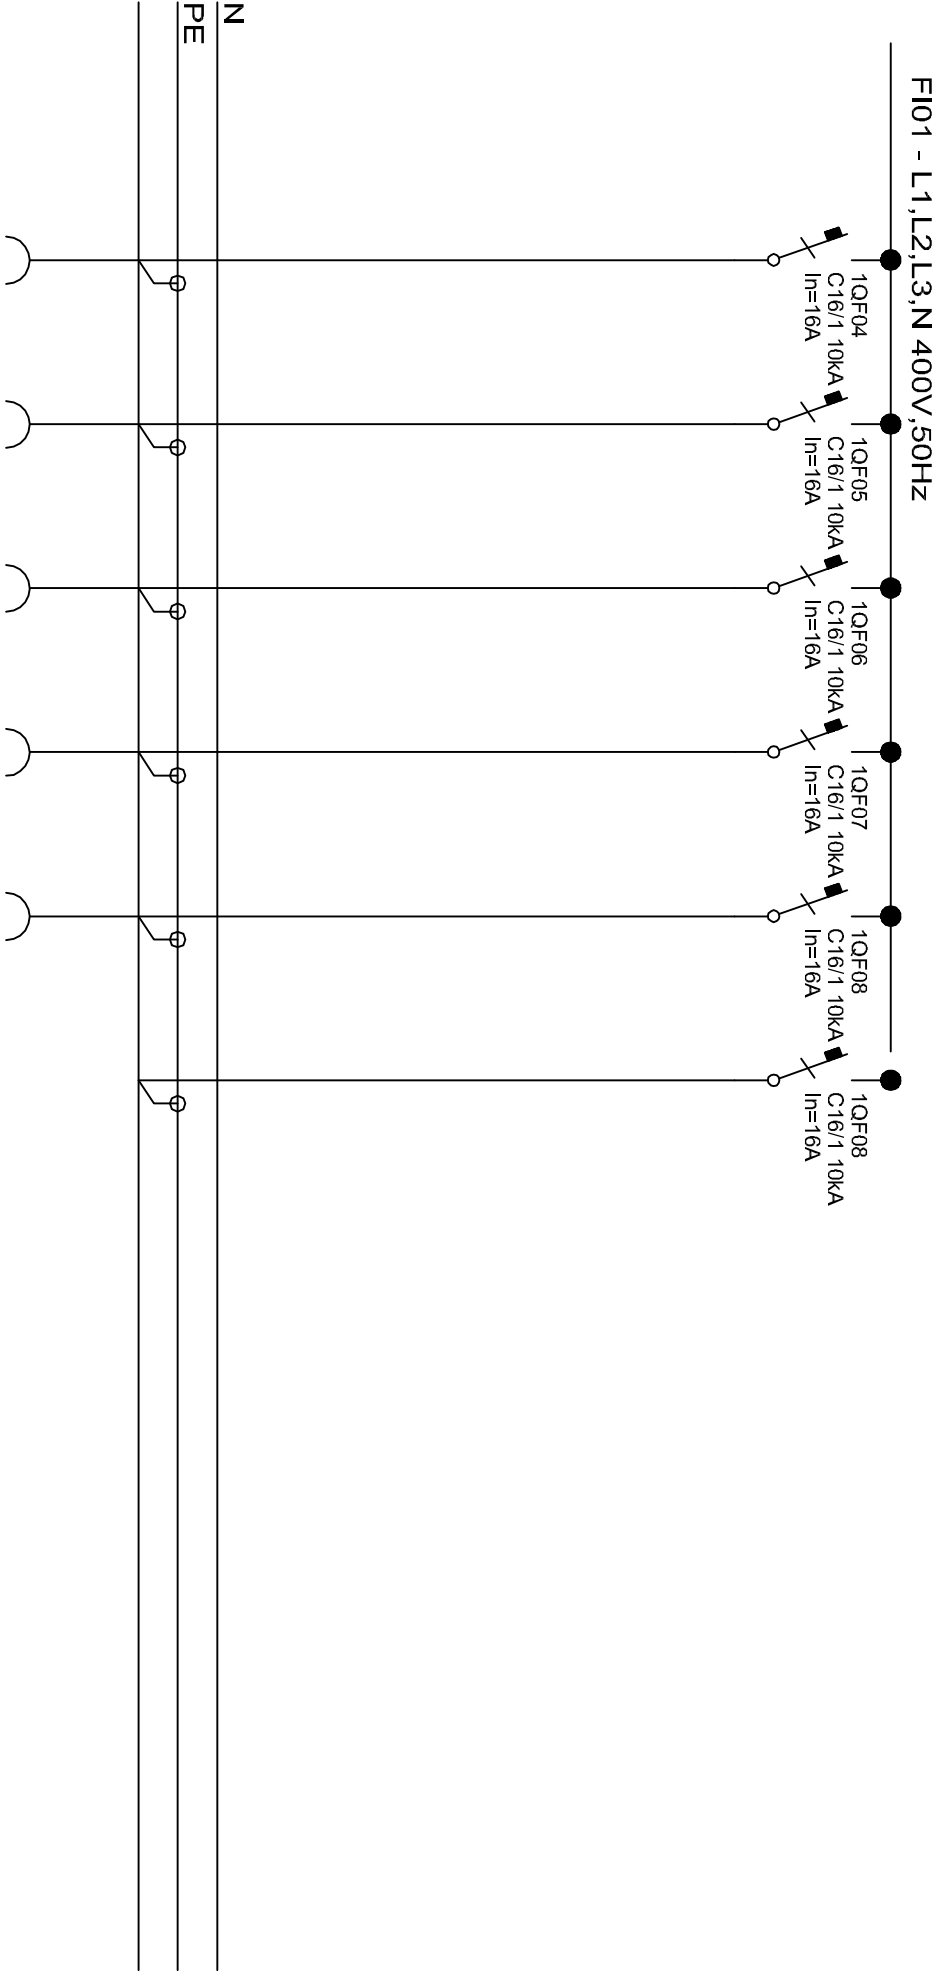 FI01 - L1,L2,L3,N 400V,50Hz
1QF04
C16/1 10kA
In=16A
1QF05
C16/1 10kA
In=16A
1QF06
C16/1 10kA
In=16A
1QF07
C16/1 10kA
In=16A
1QF08
C16/1 10kA
In=16A
1QF08
C16/1 10kA
In=16A
N
PE